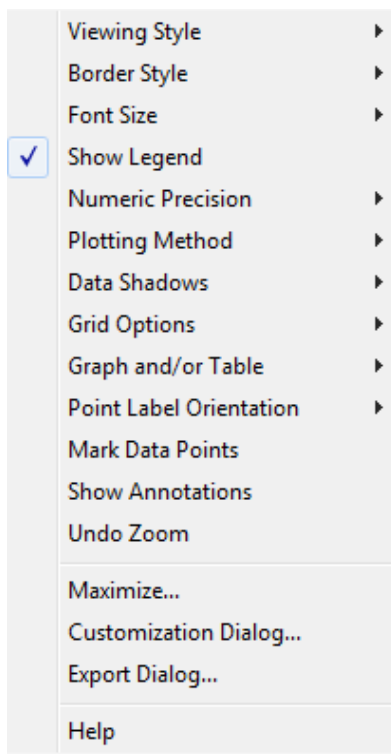 Viewing Style
Border Style
Font Size
Show Legend
Numeric Precision
Plotting Method
Data Shadows
Grid Options
Graph and/or Table
Point Label Orientation
Mark Data Points
Show Annotations
Undo Zoom
Maximize...
Customization Dialog...
Export Dialog...
Help